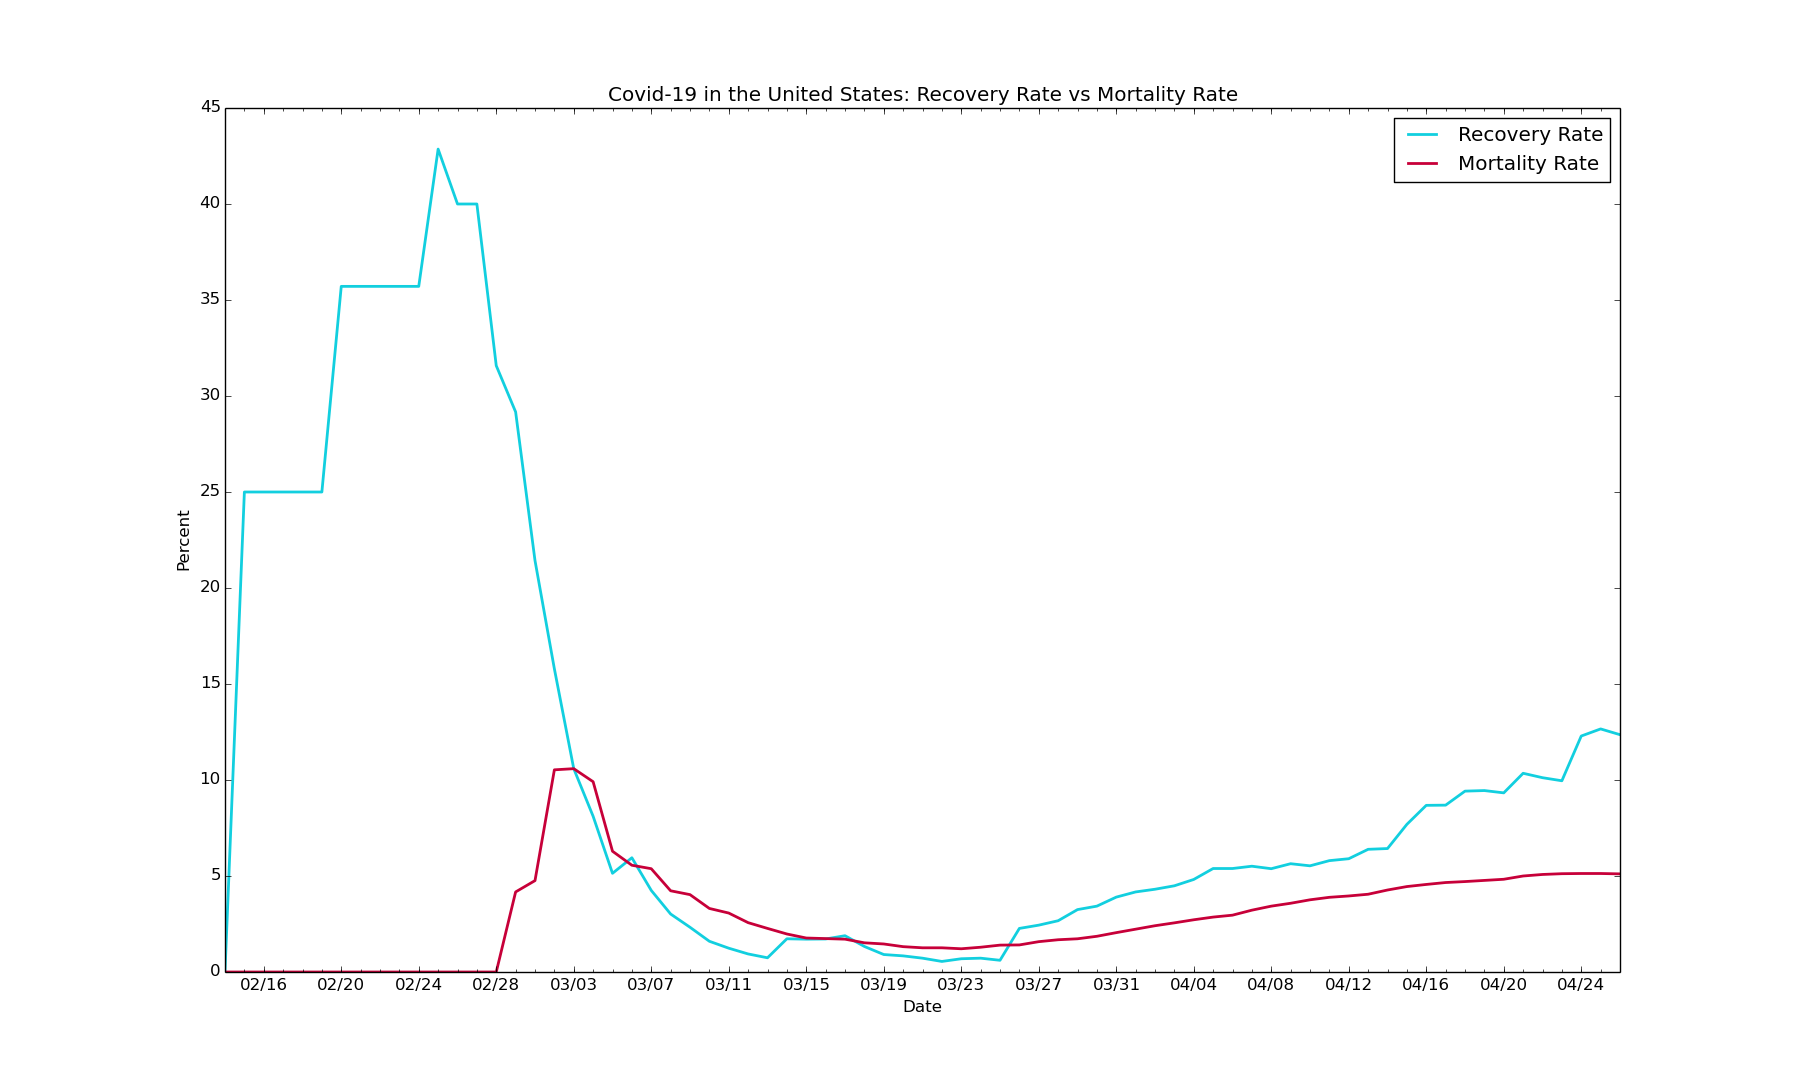 Covid-19 in the United States: Recovery Rate vs Mortality Rate
Recovery Rate
Mortality Rate
Percent
45
40
35
30
25
20
15
10
5
0
02/16 02/20 02/24 02/28 03/03 03/07 03/11 03/15 03/19 03/23 03/27 03/31 04/04 04/08 04/12 04/16 04/20 04/24
Date